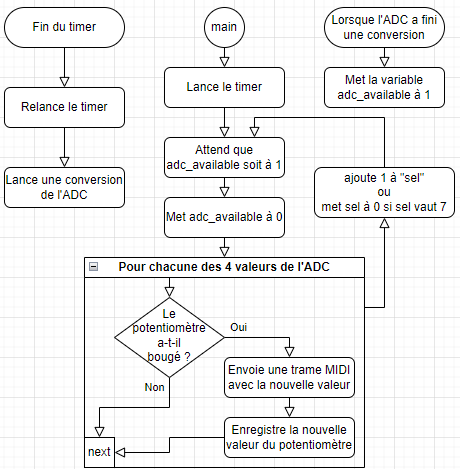 Fin du timer
Relance le timer
Lance une conversion
de l'ADC
main
Lance le timer
Attend que
adc_available soit à 1
Met adc_available à 0
Lorsque l'ADC a fini
une conversion
Met la variable
adc_available à 1
ajoute 1 à "sel"
ou
met sel à 0 si sel vaut 7
Pour chacune des 4 valeurs de l'ADC
Le
potentiomètre
a-t-il
bougé ?
Oui
Non
Envoie une trame MIDI
avec la nouvelle valeur
Enregistre la nouvelle
valeur du potentiomètre
next